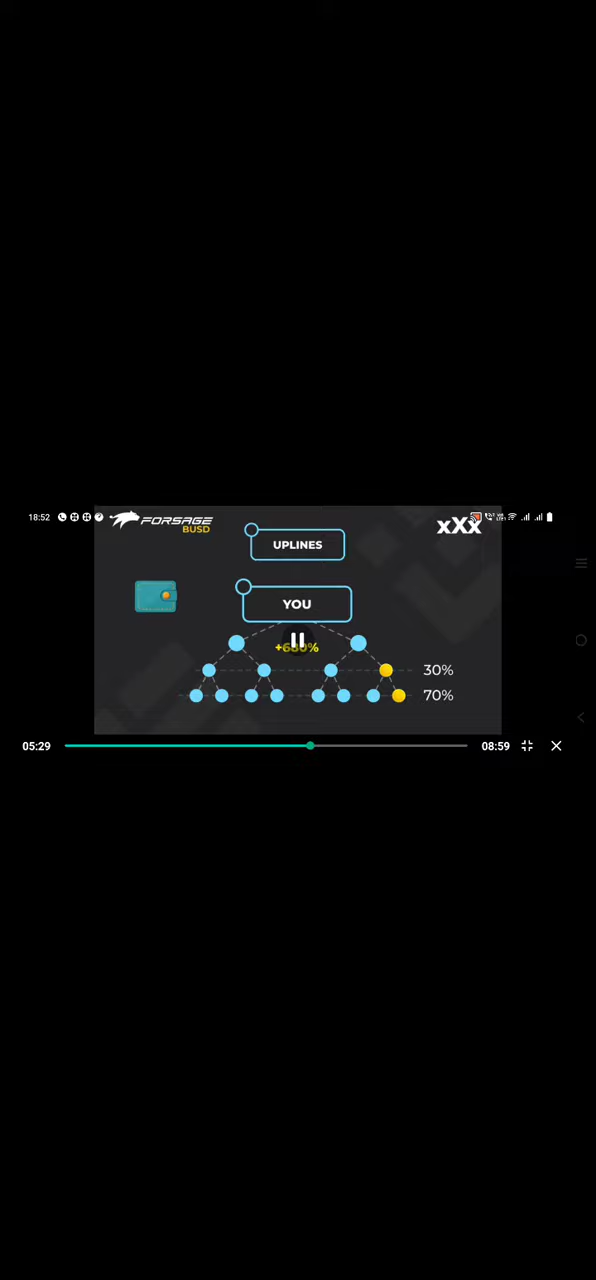 18:52
FORSAGE
BUSD
xXx
UPLINES
YOU
30%
70%
05:29
08:59